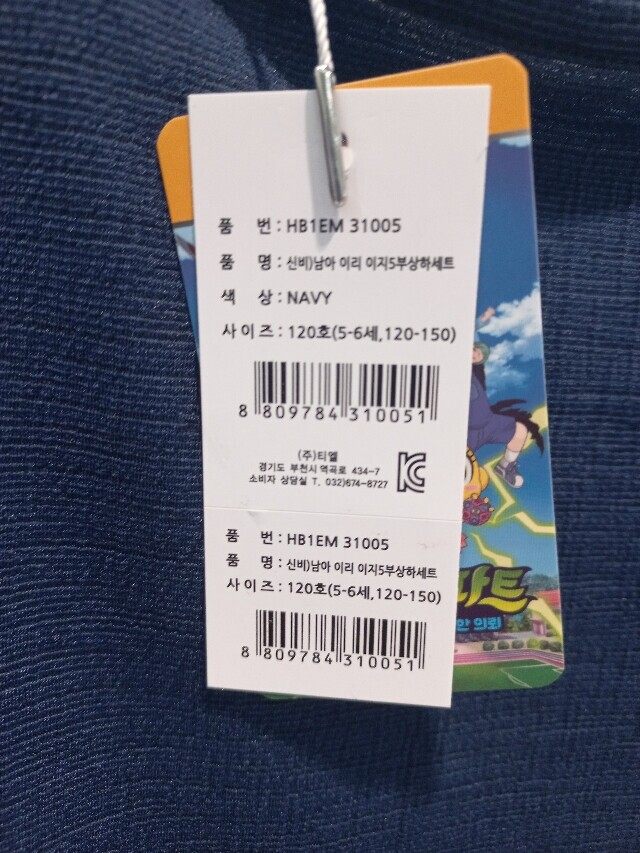 품 번 : HB1EM 31005
품 명 : 신비)남아 이리 이지5부상하세트
색 상 : NAVY
사 이 즈 : 120호(5-6세,120-150)
8 809784 310051
(주)티엘
경기도 부천시 역곡로 434-7
소비자 상담실 T. 032)674-8727
품 번 : HB1EM 31005
품 명 : 신비)남아 이리 이지5부상하세트
사 이 즈 : 120호(5-6세,120-150)
8 809784 310051
파트
의뢰